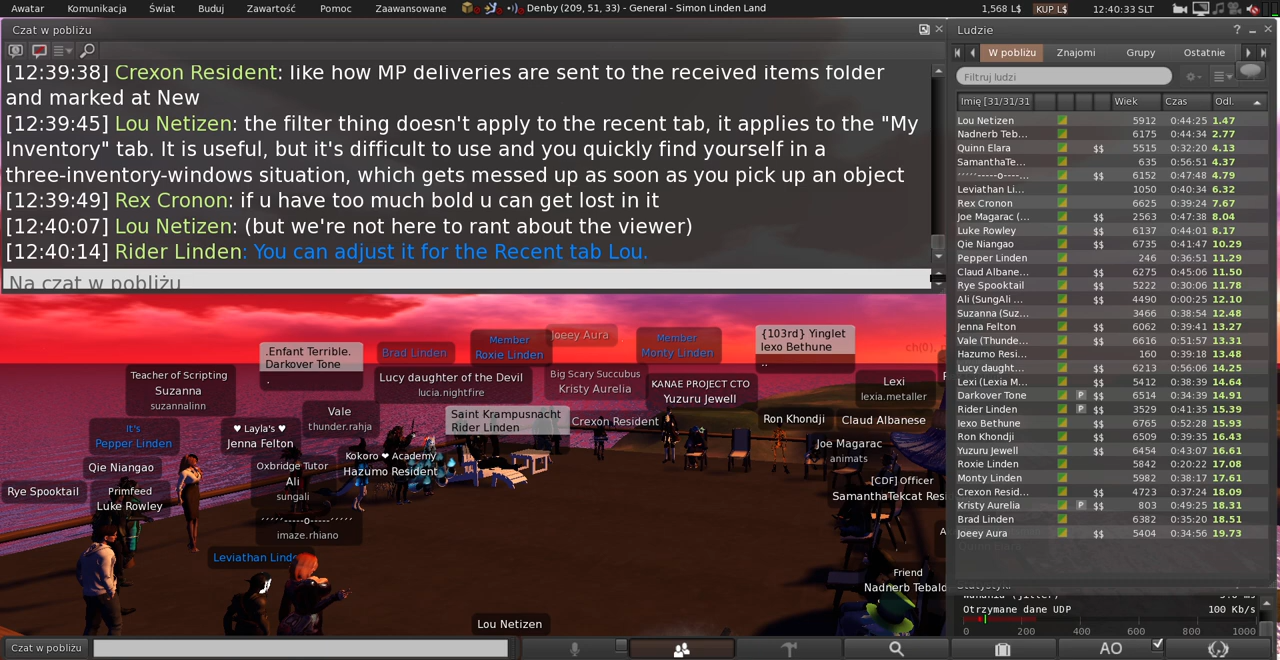 Awatar Komunikacja Świat Buduj Zawartość Pomoc Zaawansowane Denby (209, 51, 33) - General - Simon Linden Land 1,568 L$ KUP L$ 12:40:33 SLT
Czat w pobliżu
[12:39:38] Crexon Resident: like how MP deliveries are sent to the received items folder
and marked at New
[12:39:45] Lou Netizen: the filter thing doesn't apply to the recent tab, it applies to the "My
Inventory" tab. It is useful, but it's difficult to use and you quickly find yourself in a
three-inventory-windows situation, which gets messed up as soon as you pick up an object
[12:39:49] Rex Cronon: if u have too much bold u can get lost in it
[12:40:07] Lou Netizen: (but we're not here to rant about the viewer)
[12:40:14] Rider Linden: You can adjust it for the Recent tab Lou.
Na czat w pobliżu
Joeey Aura
Member
Roxie Linden
Member
Monty Linden
{103rd} Yinglet
Iexo Bethune
..
.Enfant Terrible.
Darkover Tone
.
Brad Linden
Teacher of Scripting
Suzanna
suzannalinn
Lucy daughter of the Devil
lucia.nightfire
Big Scary Succubus
Kristy Aurelia
KANAE PROJECT CTO
Yuzuru Jewell
Lexi
lexia.metaller
Vale
thunder.rahja
Saint Krampusnacht
Rider Linden
Crexon Resident
Ron Khondji
Claud Albanese
It's
Pepper Linden
♥ Layla's ♥
Jenna Felton
Joe Magarac
animats
Kokoro ❤ Academy
Hazumo Resident
Qie Niangao
Oxbridge Tutor
Ali
sungali
[CDF] Officer
SamanthaTekcat Resi
Rye Spooktail
Primfeed
Luke Rowley
´´´´´-----o-----´´´´´
imaze.rhiano
Leviathan Lind
Friend
Nadnerb Tebald
Lou Netizen
Czat w pobliżu
AO
Ludzie
W pobliżu Znajomi Grupy Ostatnie
Filtruj ludzi
Imię [31/31/31 Wiek Czas Odl.
Lou Netizen 5912 0:44:25 1.47
Nadnerb Teb... 6175 0:44:34 2.77
Quinn Elara $$ 5515 0:32:20 4.13
SamanthaTe... 635 0:56:51 4.37
´´´´´-----o----... $$ 6152 0:47:48 4.79
Leviathan Li... 1050 0:40:34 6.32
Rex Cronon 6625 0:39:24 7.67
Joe Magarac (... $$ 2563 0:47:38 8.04
Luke Rowley $$ 6137 0:44:01 8.17
Qie Niangao $$ 6735 0:41:47 10.29
Pepper Linden 246 0:36:51 11.29
Claud Albane... $$ 6275 0:45:06 11.50
Rye Spooktail $$ 5222 0:30:06 11.78
Ali (SungAli ... $$ 4490 0:00:25 12.10
Suzanna (Suz... 3466 0:38:54 12.48
Jenna Felton $$ 6062 0:39:41 13.27
Vale (Thunde... $$ 6616 0:51:57 13.31
Hazumo Resi... 160 0:39:18 13.48
Lucy daught... $$ 6213 0:56:06 14.25
Lexi (Lexia M... $$ 5412 0:38:39 14.64
Darkover Tone P $$ 6514 0:34:39 14.91
Rider Linden P $$ 3529 0:41:35 15.39
Iexo Bethune $$ 6765 0:52:28 15.93
Ron Khondji $$ 6509 0:39:35 16.43
Yuzuru Jewell $$ 6454 0:43:07 16.61
Roxie Linden 5842 0:20:22 17.08
Monty Linden 5982 0:38:17 17.61
Crexon Resid... $$ 4723 0:37:24 18.09
Kristy Aurelia P $$ 803 0:49:25 18.31
Brad Linden 6382 0:35:20 18.51
Joeey Aura $$ 5404 0:34:56 19.73
Otrzymane dane UDP 100 Kb/s
0 200 400 600 800 1000